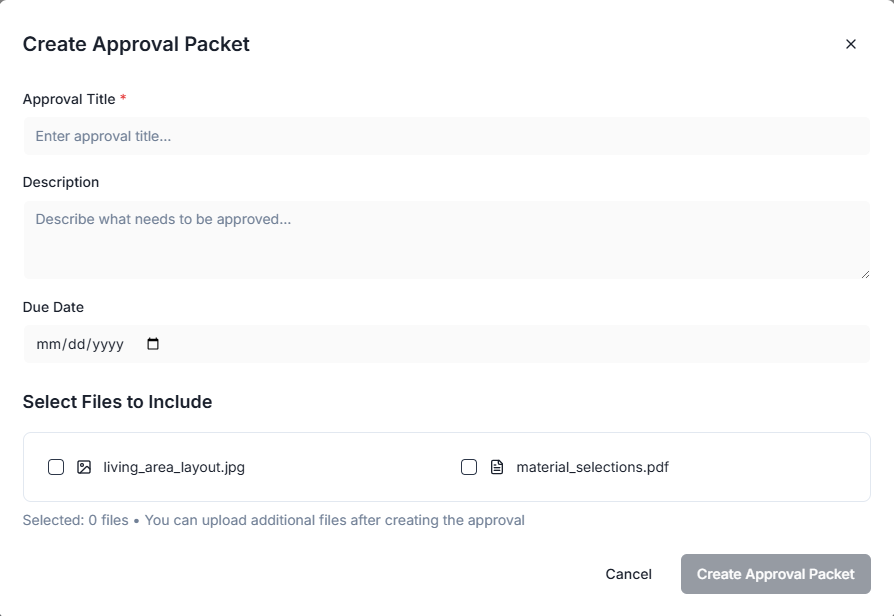 Create Approval Packet
Approval Title *
Enter approval title...
Description
Describe what needs to be approved...
Due Date
mm/dd/yyyy
Select Files to Include
living_area_layout.jpg material_selections.pdf
Selected: 0 files • You can upload additional files after creating the approval
Cancel Create Approval Packet